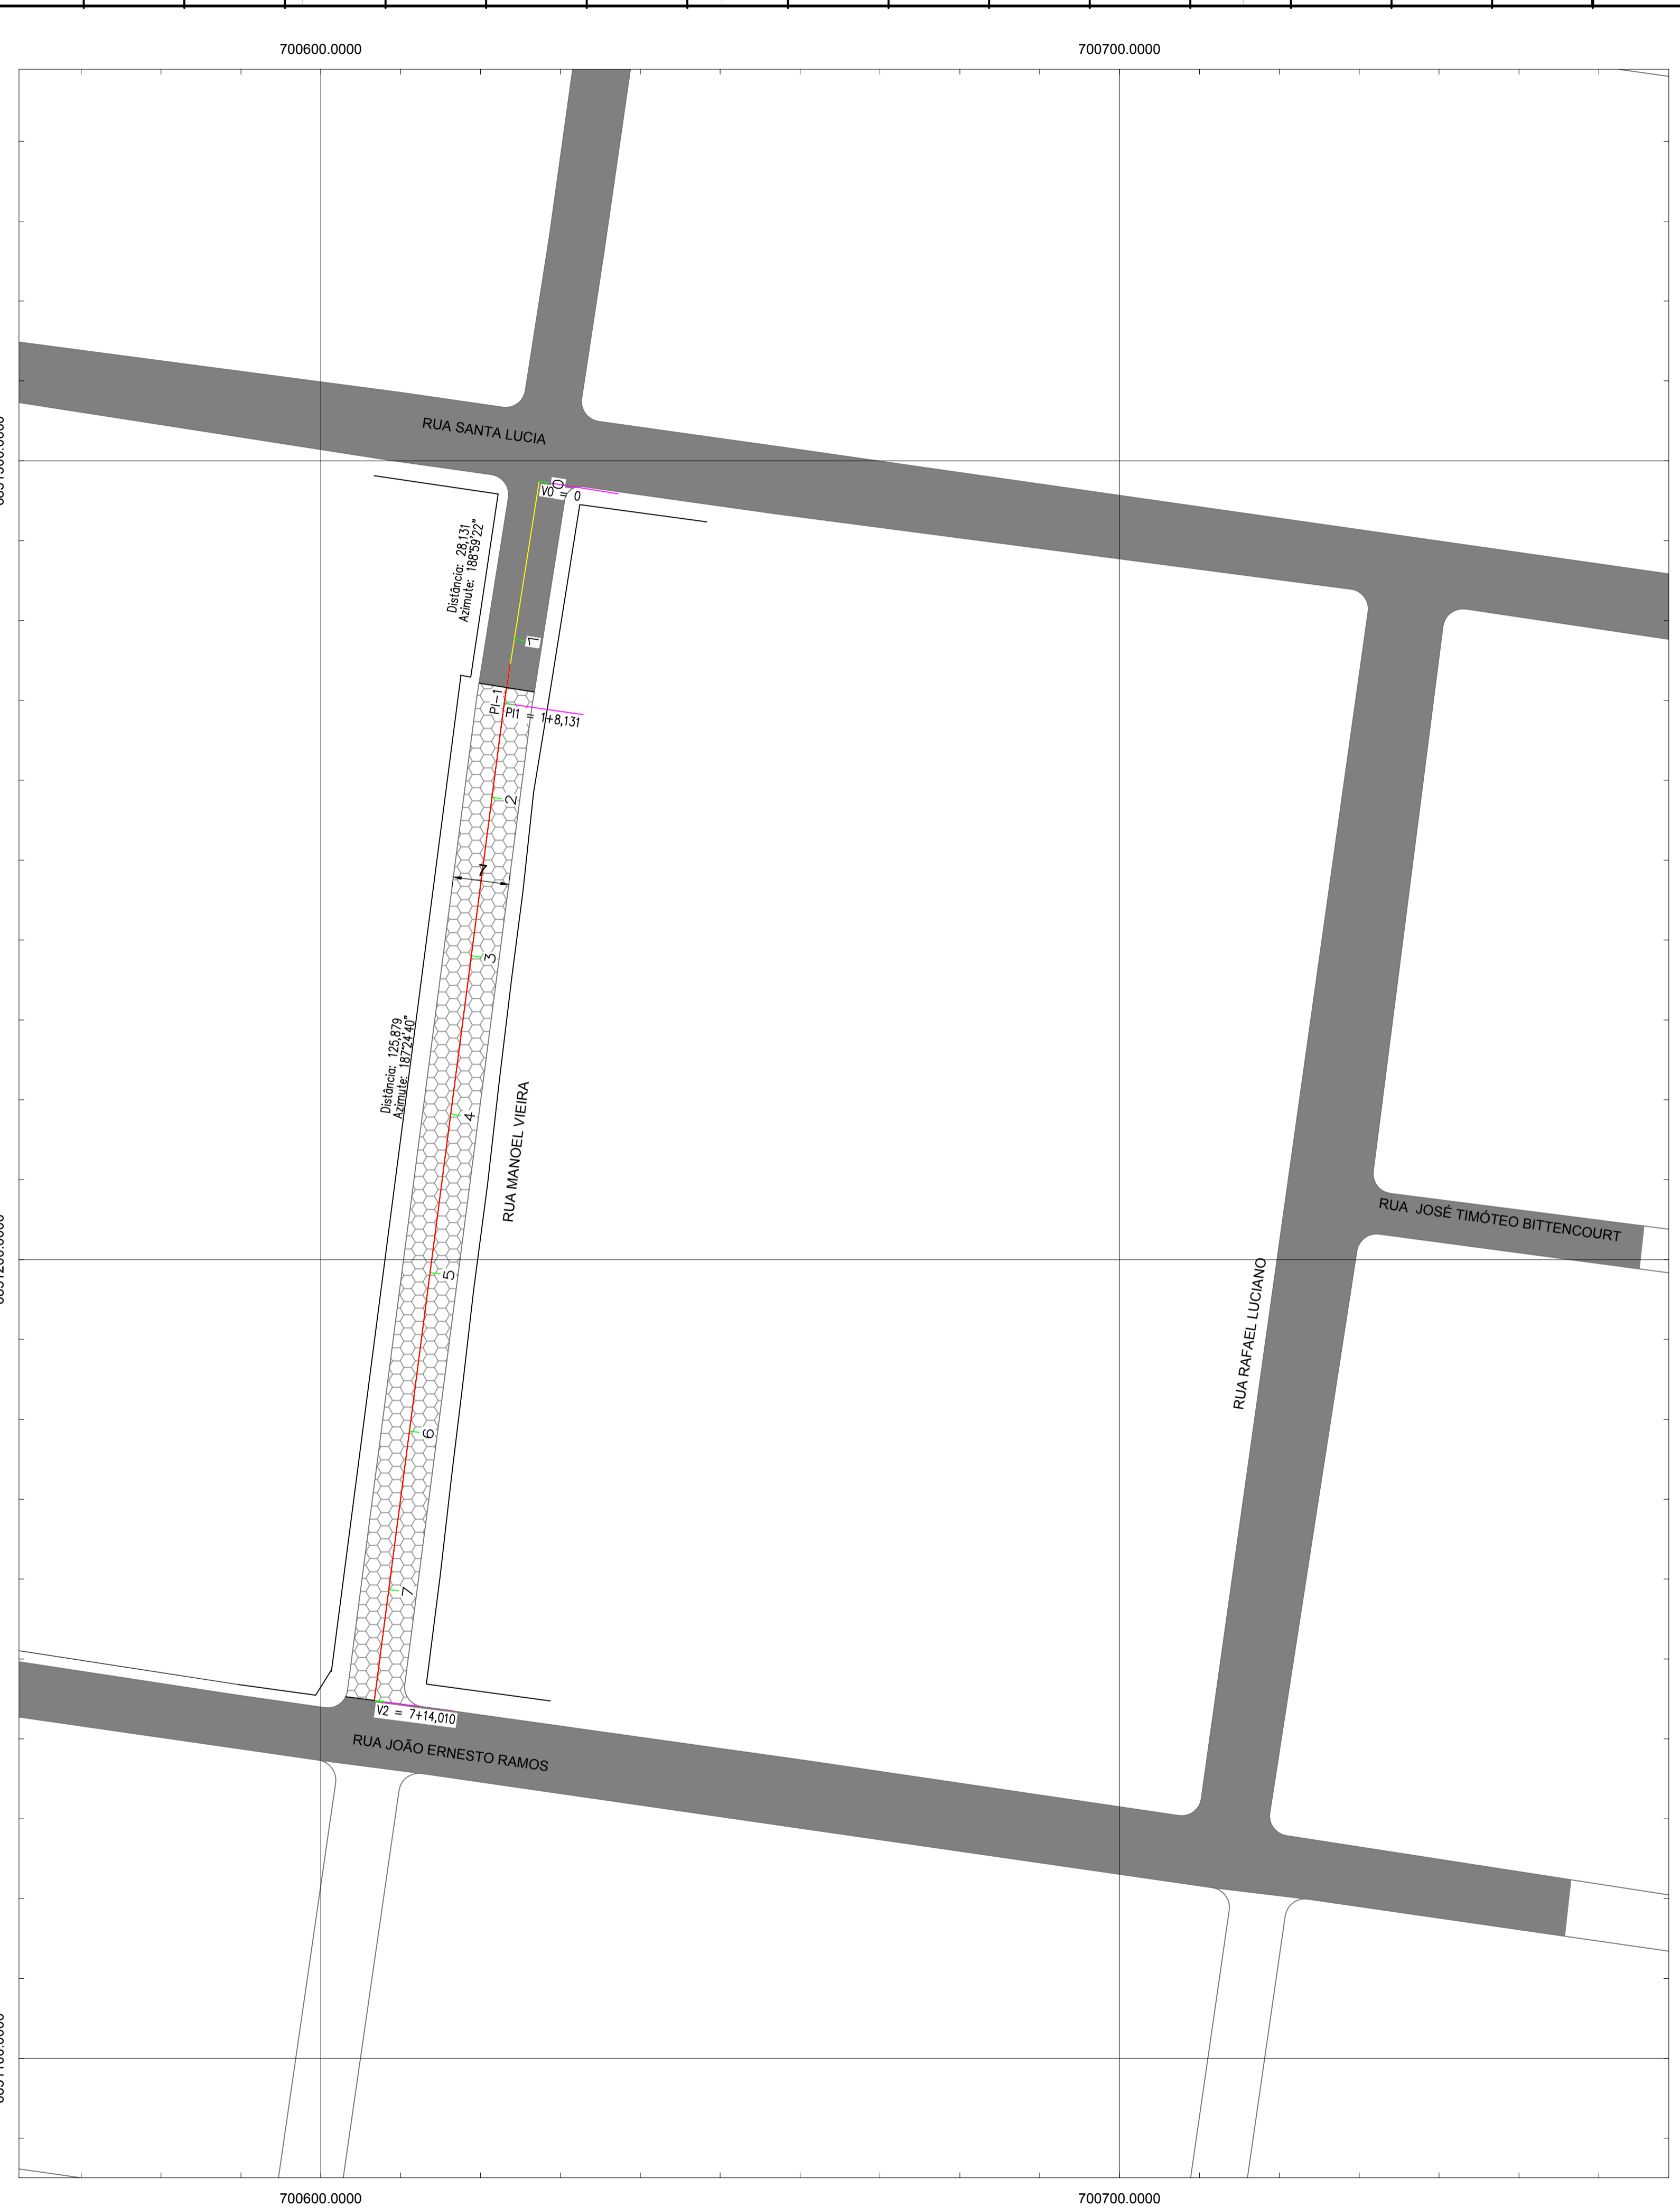 700600.0000
700700.0000
RUA SANTA LUCIA
0
V0 = 0
Distância: 28,131
Azimute: 188°59'22"
1
PI-1
PI1 = 1+8,131
2
7
3
Distância: 125,879
Azimute: 187°24'40"
4
RUA MANOEL VIEIRA
RUA JOSÉ TIMÓTEO BITTENCOURT
5
RUA RAFAEL LUCIANO
6
7
V2 = 7+14,010
RUA JOÃO ERNESTO RAMOS
700600.0000
700700.0000